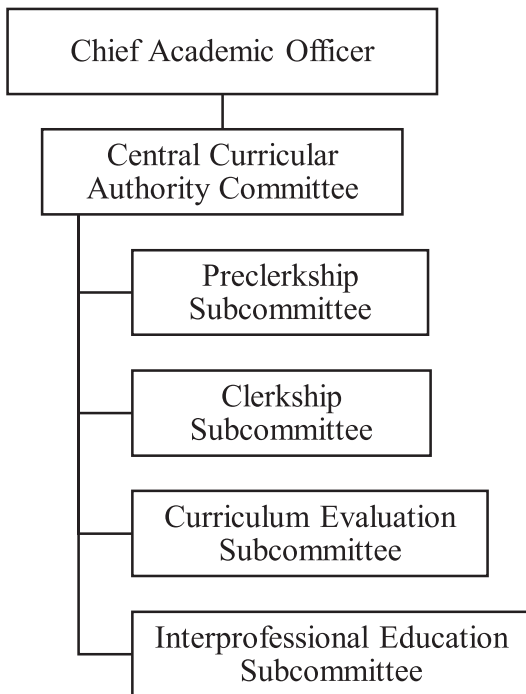 Chief Academic Officer
Central Curricular
Authority Committee
Preclerkship
Subcommittee
Clerkship
Subcommittee
Curriculum Evaluation
Subcommittee
Interprofessional Education
Subcommittee